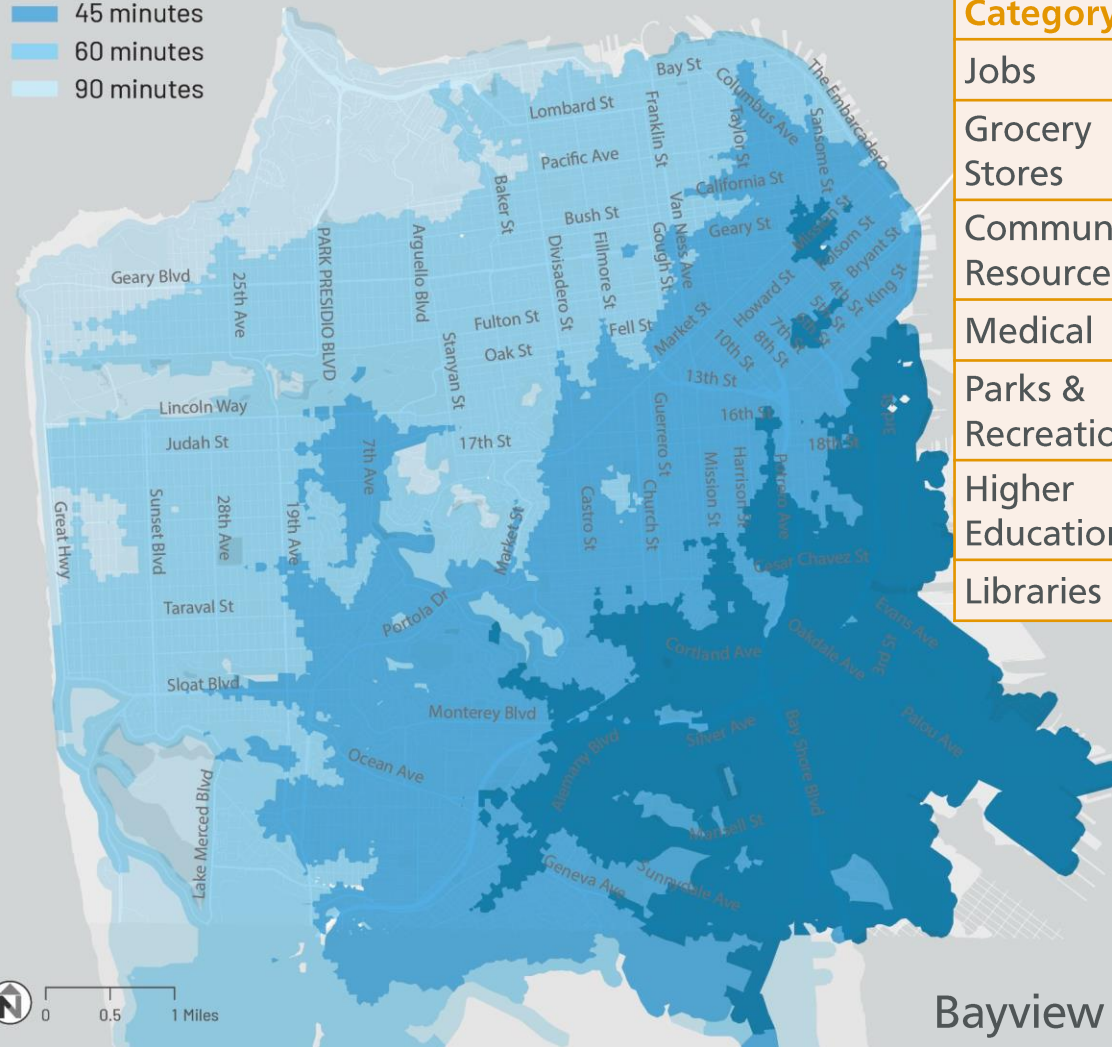 45 minutes
60 minutes
90 minutes
Category
Jobs
Grocery
Stores
Commun
Resource
Medical
Parks &
Recreatio
Higher
Education
Libraries
The Embarcadero
Bay St
Columbus Ave
Lombard St
Franklin St
Taylor St
Sansome St
Pacific Ave
California St
Baker St
Van Ness Ave
Mission St
Bush St
Gough St
Geary St
Folsom St
Bryant St
Fillmore St
Divisadero St
PARK PRESIDIO BLVD
Arguello Blvd
Geary Blvd
25th Ave
Howard St
4th St
King St
5th St
7th St
8th St
10th St
Fulton St
Fell St
Market St
Oak St
Stanyan St
13th St
Lincoln Way
Guerrero St
16th St
Judah St
7th Ave
17th St
18th St
Mission St
Harrison St
Potrero Ave
Great Hwy
Sunset Blvd
28th Ave
19th Ave
Market St
Castro St
Church St
Cesar Chavez St
Taraval St
Portola Dr
Evans Ave
Oakdale Ave
3rd St
Cortland Ave
Sloat Blvd
Monterey Blvd
Silver Ave
Palou Ave
Bay Shore Blvd
Ocean Ave
Alemany Blvd
Lake Merced Blvd
Mansell St
Geneva Ave
Sunnydale Ave
N
0 0.5 1 Miles
Bayview